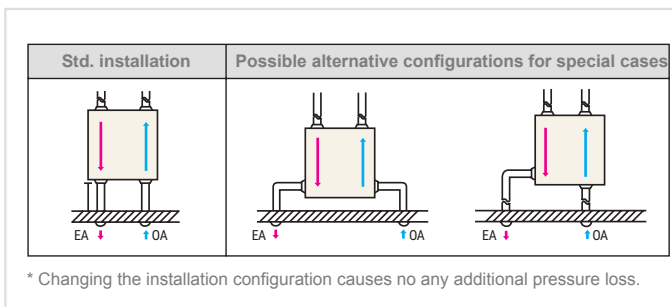 Std. installation
Possible alternative configurations for special cases
EA OA
EA OA
EA OA
* Changing the installation configuration causes no any additional pressure loss.